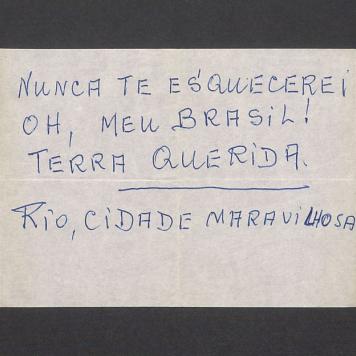 NUNCA TE ESQUECEREI
OH, MEU BRASIL!
TERRA QUERIDA.
RIO, CIDADE MARAVILHOSA